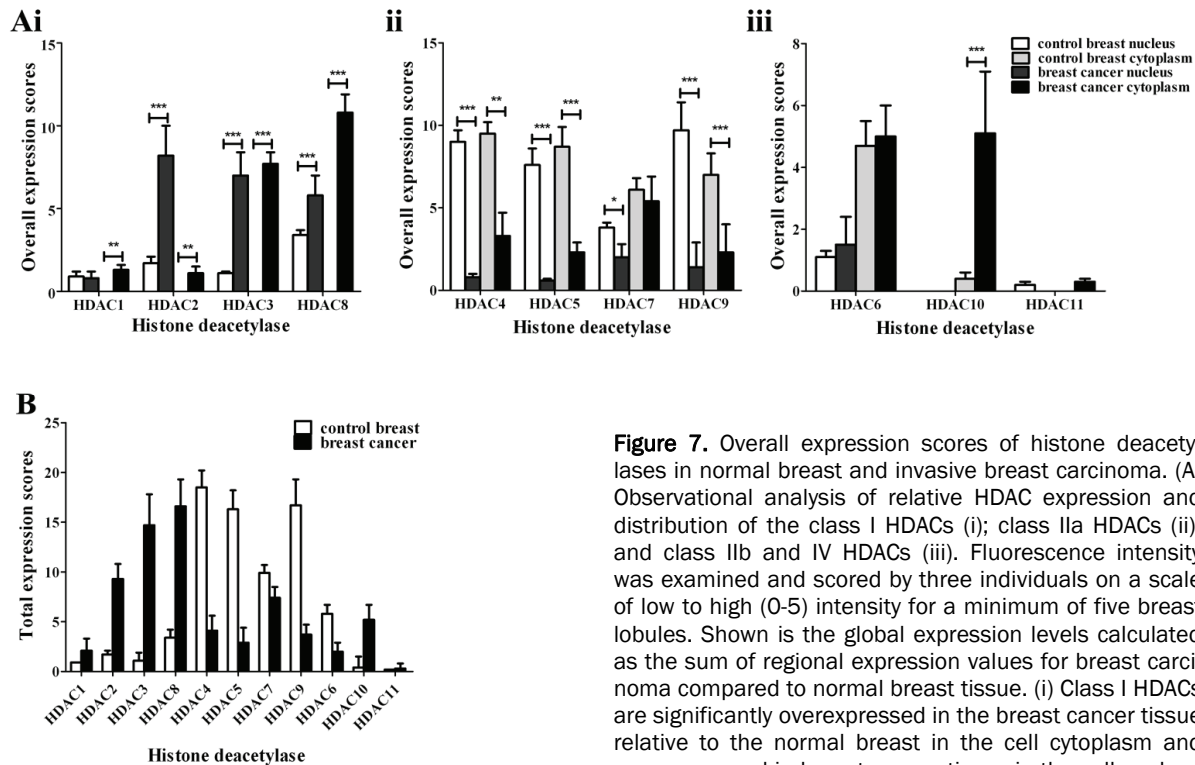 Ai
ii
iii
Overall expression scores
15
10
5
0
***
**
***
**
***
***
***
***
HDAC1 HDAC2 HDAC3 HDAC8
Histone deacetylase
Overall expression scores
15
10
5
0
***
**
***
***
*
***
***
HDAC4 HDAC5 HDAC7 HDAC9
Histone deacetylase
Overall expression scores
8
6
4
2
0
***
control breast nucleus
control breast cytoplasm
breast cancer nucleus
breast cancer cytoplasm
HDAC6 HDAC10 HDAC11
Histone deacetylase
B
Total expression scores
25
20
15
10
5
0
control breast
breast cancer
HDAC1 HDAC2 HDAC3 HDAC8 HDAC4 HDAC5 HDAC7 HDAC9 HDAC6 HDAC10 HDAC11
Histone deacetylase
Figure 7. Overall expression scores of histone deacety
lases in normal breast and invasive breast carcinoma. (A
Observational analysis of relative HDAC expression and
distribution of the class I HDACs (i); class IIa HDACs (ii)
and class IIb and IV HDACs (iii). Fluorescence intensity
was examined and scored by three individuals on a scale
of low to high (0-5) intensity for a minimum of five breas
lobules. Shown is the global expression levels calculated
as the sum of regional expression values for breast carci
noma compared to normal breast tissue. (i) Class I HDACs
are significantly overexpressed in the breast cancer tissue
relative to the normal breast in the cell cytoplasm and